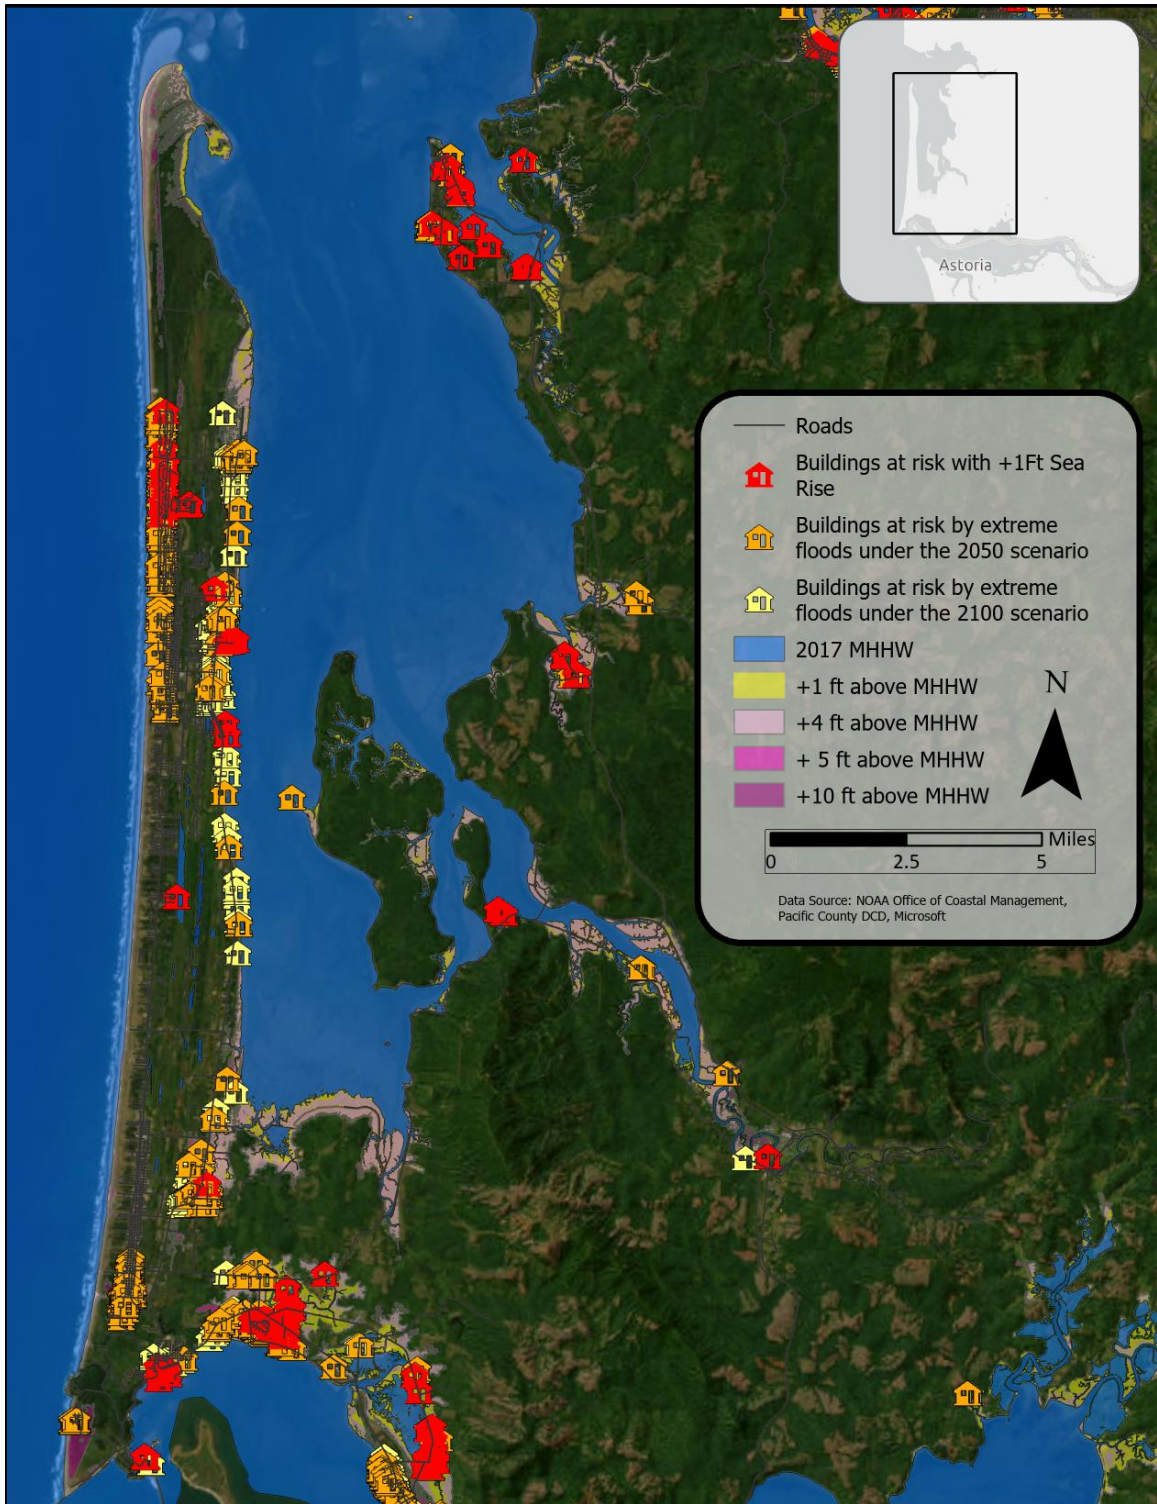 Astoria
Roads
Buildings at risk with +1Ft Sea
Rise
Buildings at risk by extreme
floods under the 2050 scenario
Buildings at risk by extreme
floods under the 2100 scenario
2017 MHHW
+1 ft above MHHW
+4 ft above MHHW
+ 5 ft above MHHW
+10 ft above MHHW
N
Miles
0 2.5 5
Data Source: NOAA Office of Coastal Management,
Pacific County DCD, Microsoft